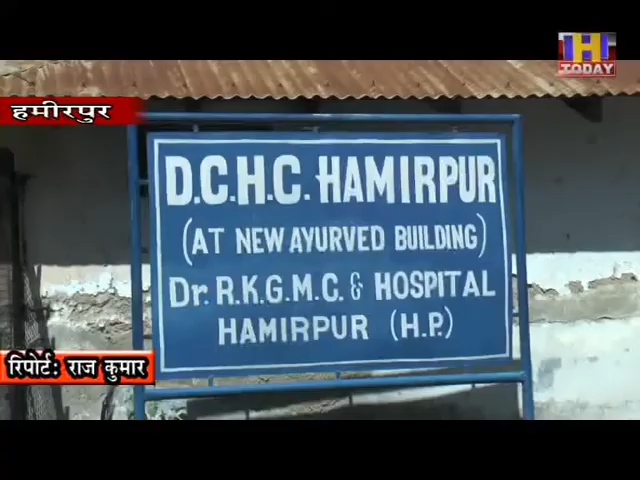 H
TODAY
हमीरपुर
D.C.H.C. HAMIRPUR
(AT NEW AYURVED BUILDING)
Dr. R.K.G.M.C. & HOSPITAL
HAMIRPUR (H.P.)
रिपोर्ट: राज कुमार